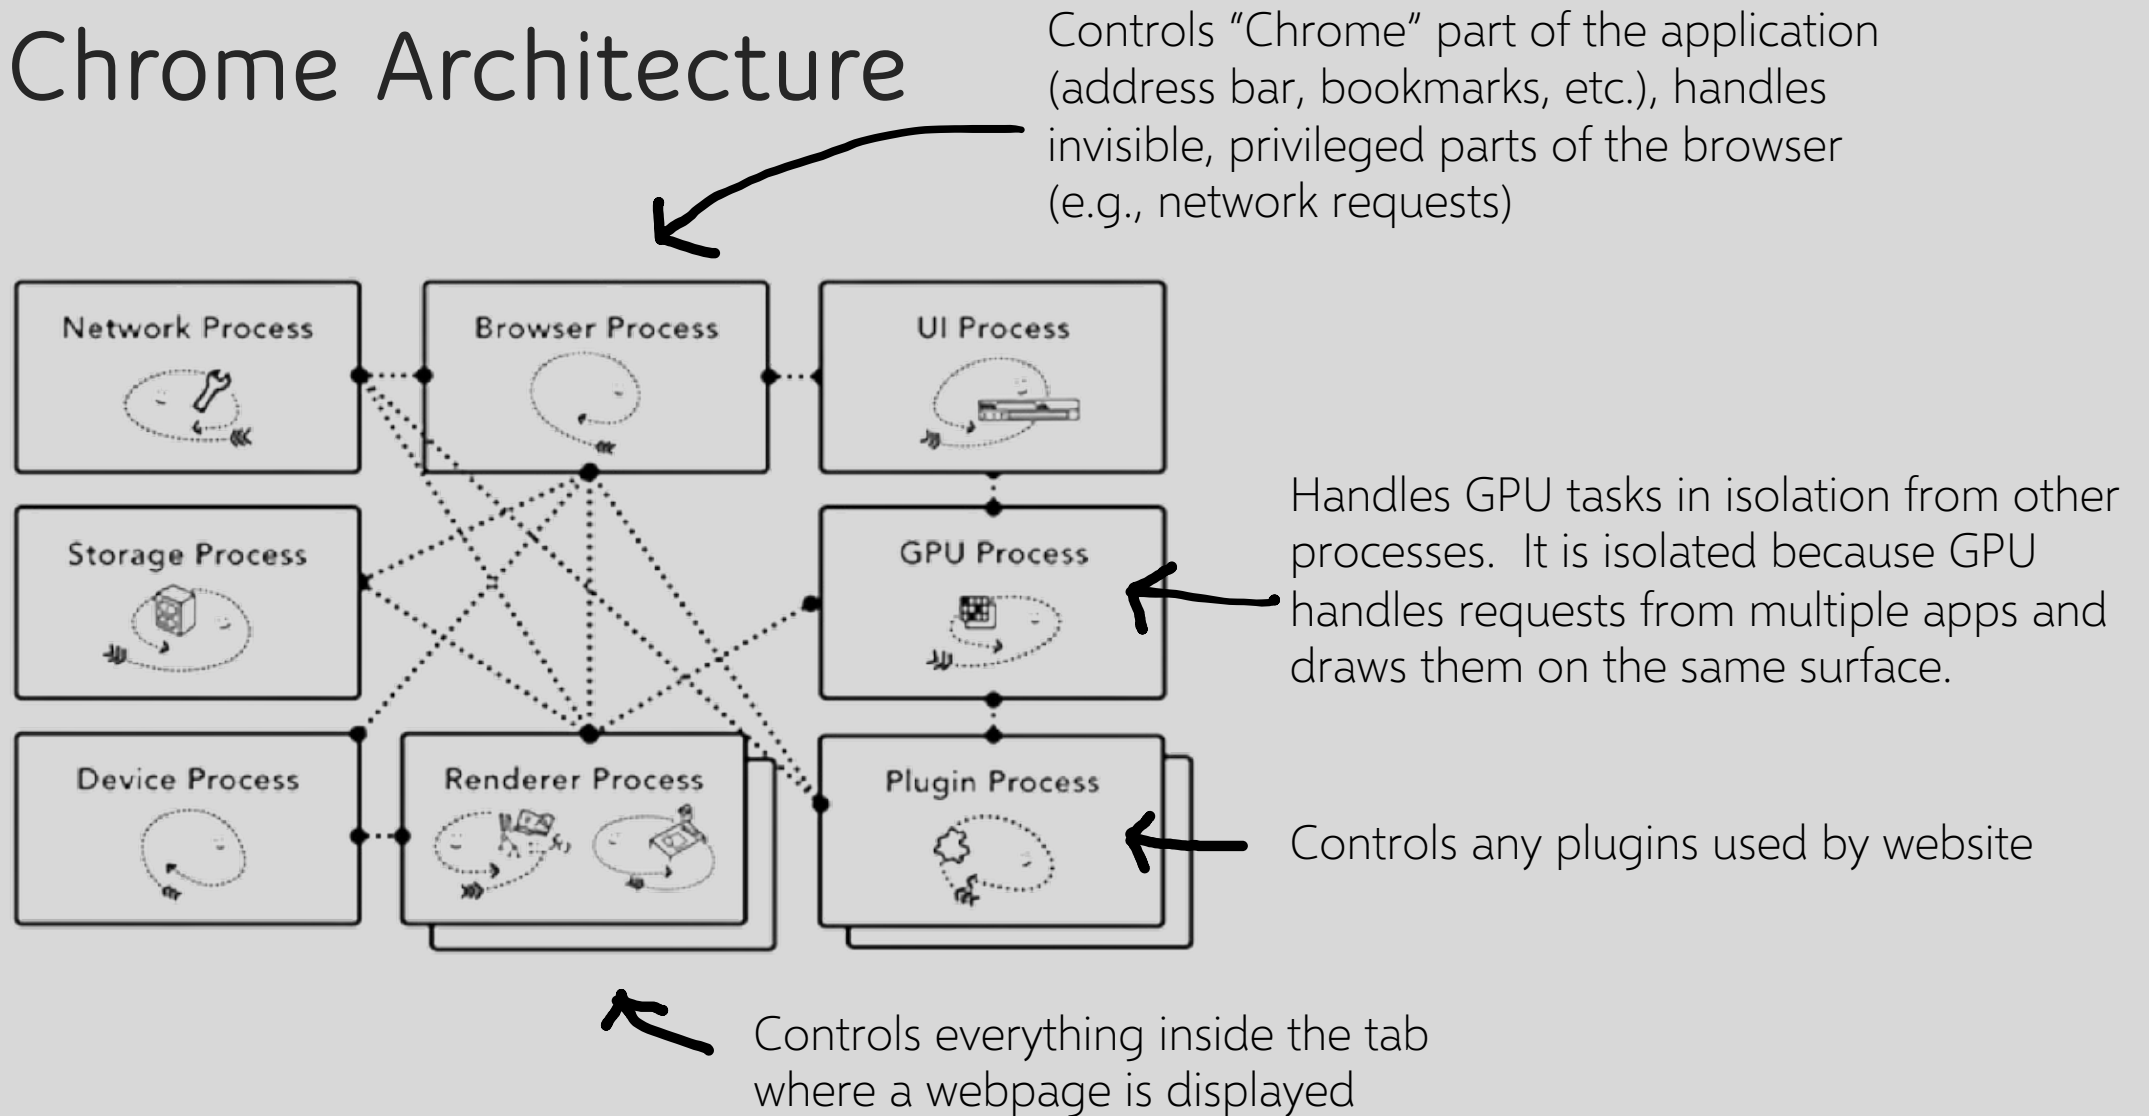 Chrome Architecture
Controls “Chrome” part of the application
(address bar, bookmarks, etc.), handles
invisible, privileged parts of the browser
(e.g., network requests)
Network Process
Browser Process
UI Process
Storage Process
GPU Process
Handles GPU tasks in isolation from other
processes.  It is isolated because GPU
handles requests from multiple apps and
draws them on the same surface.
Device Process
Renderer Process
Plugin Process
Controls any plugins used by website
Controls everything inside the tab
where a webpage is displayed